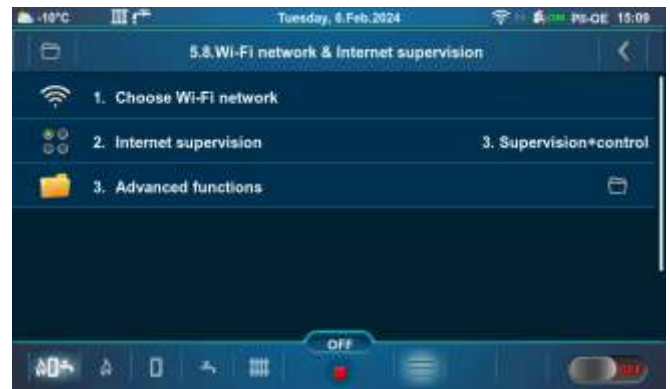 -10°C Tuesday, 6.Feb.2024 PS-OE 15:09
5.8.Wi-Fi network & Internet supervision
1. Choose Wi-Fi network
2. Internet supervision 3. Supervision+control
3. Advanced functions
OFF
OFF